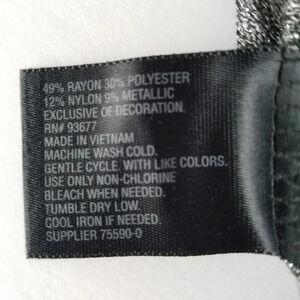 49% RAYON 30% POLYESTER
12% NYLON 9% METALLIC
EXCLUSIVE OF DECORATION.
RN# 93677
MADE IN VIETNAM
MACHINE WASH COLD.
GENTLE CYCLE. WITH LIKE COLORS.
USE ONLY NON-CHLORINE
BLEACH WHEN NEEDED.
TUMBLE DRY LOW.
COOL IRON IF NEEDED.
SUPPLIER 75590-0